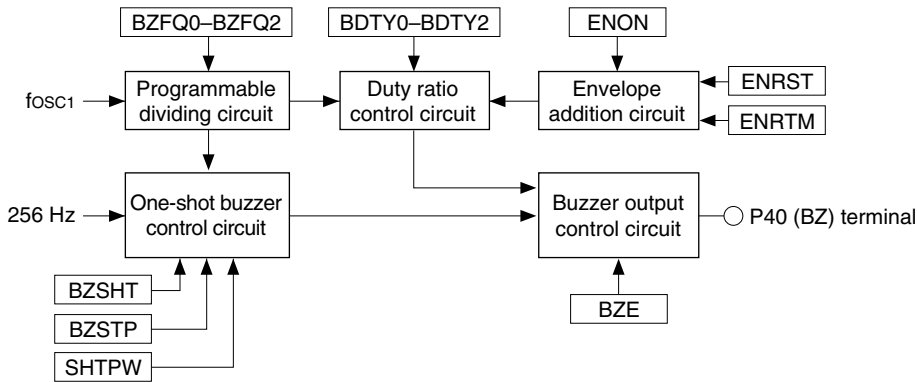 BZFQ0–BZFQ2
BDTY0–BDTY2
ENON
fOSC1
Programmable
dividing circuit
Duty ratio
control circuit
Envelope
addition circuit
ENRST
ENRTM
256 Hz
One-shot buzzer
control circuit
Buzzer output
control circuit
P40 (BZ) terminal
BZSHT
BZSTP
SHTPW
BZE